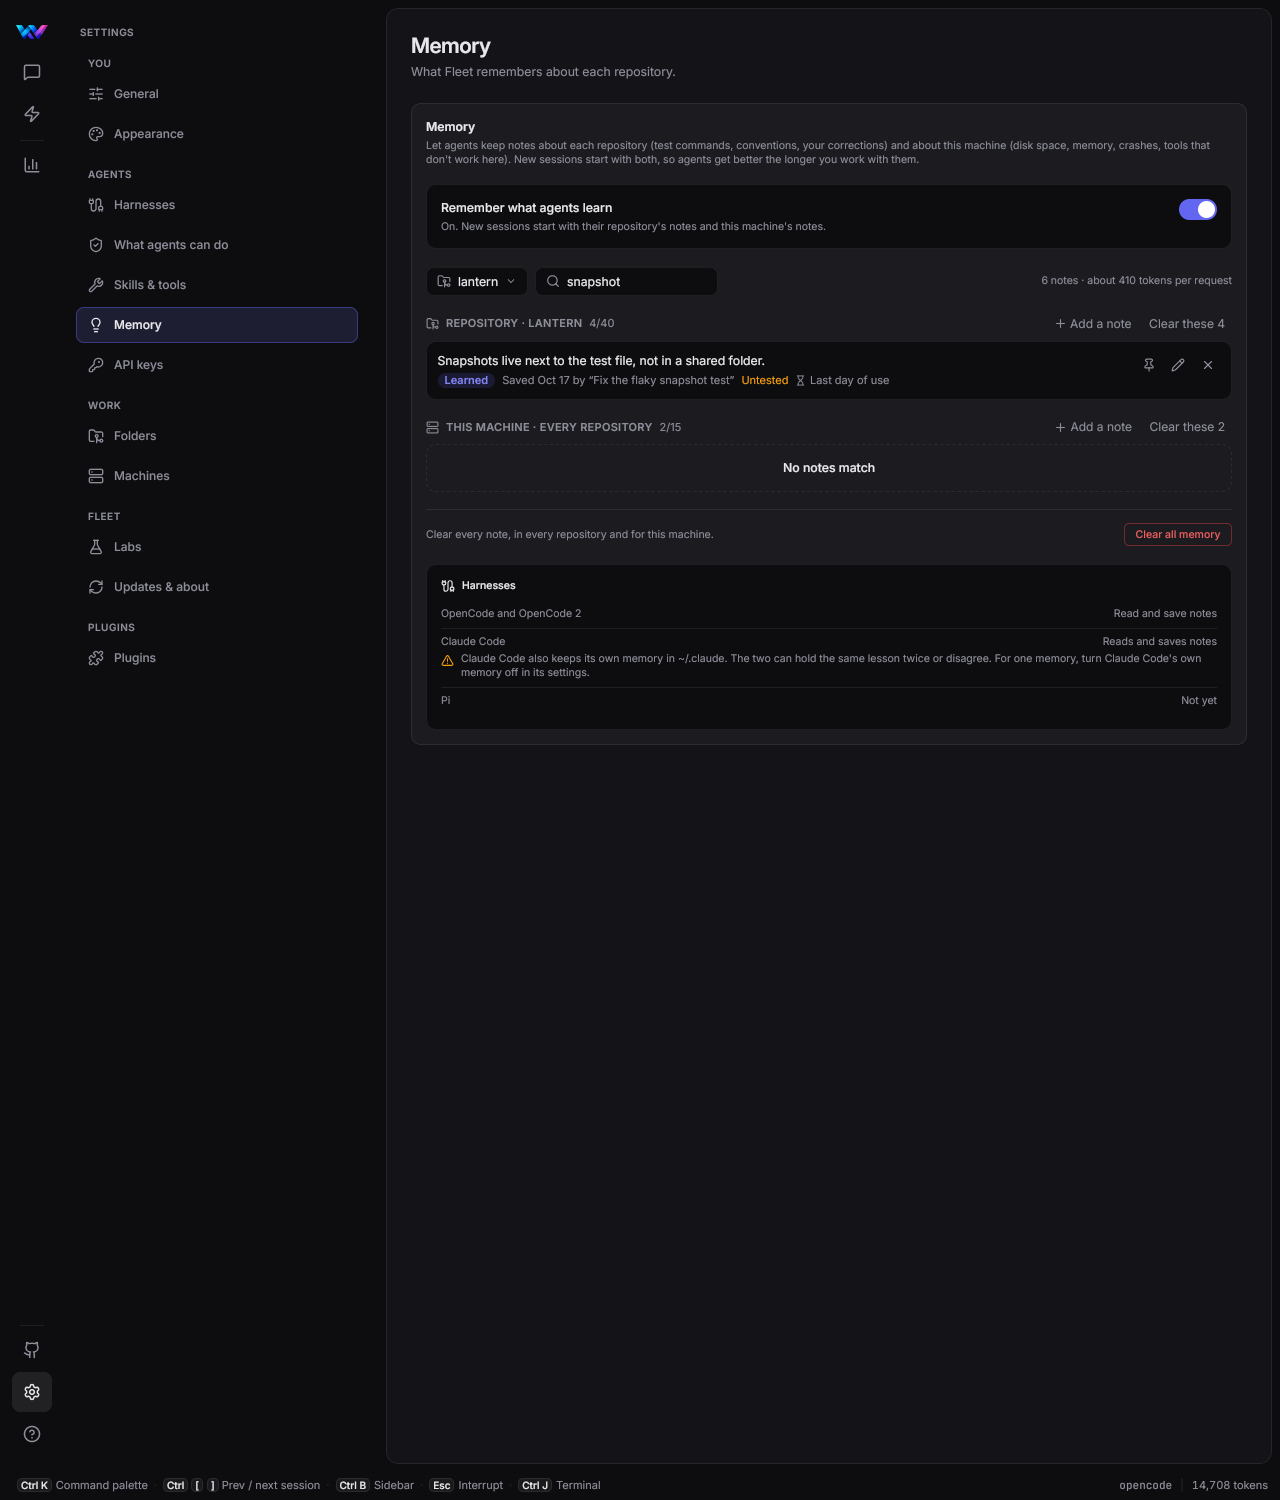 SETTINGS
YOU
General
Appearance
AGENTS
Harnesses
What agents can do
Skills & tools
Memory
API keys
WORK
Folders
Machines
FLEET
Labs
Updates & about
PLUGINS
Plugins
Memory
What Fleet remembers about each repository.
Memory
Let agents keep notes about each repository (test commands, conventions, your corrections) and about this machine (disk space, memory, crashes, tools that
don't work here). New sessions start with both, so agents get better the longer you work with them.
Remember what agents learn
On. New sessions start with their repository's notes and this machine's notes.
lantern snapshot 6 notes · about 410 tokens per request
REPOSITORY · LANTERN 4/40 Add a note Clear these 4
Snapshots live next to the test file, not in a shared folder.
Learned Saved Oct 17 by “Fix the flaky snapshot test” Untested Last day of use
THIS MACHINE · EVERY REPOSITORY 2/15 Add a note Clear these 2
No notes match
Clear every note, in every repository and for this machine. Clear all memory
Harnesses
OpenCode and OpenCode 2 Read and save notes
Claude Code Reads and saves notes
Claude Code also keeps its own memory in ~/.claude. The two can hold the same lesson twice or disagree. For one memory, turn Claude Code's own
memory off in its settings.
Pi Not yet
Ctrl K Command palette · Ctrl [ ] Prev / next session · Ctrl B Sidebar · Esc Interrupt · Ctrl J Terminal opencode 14,708 tokens